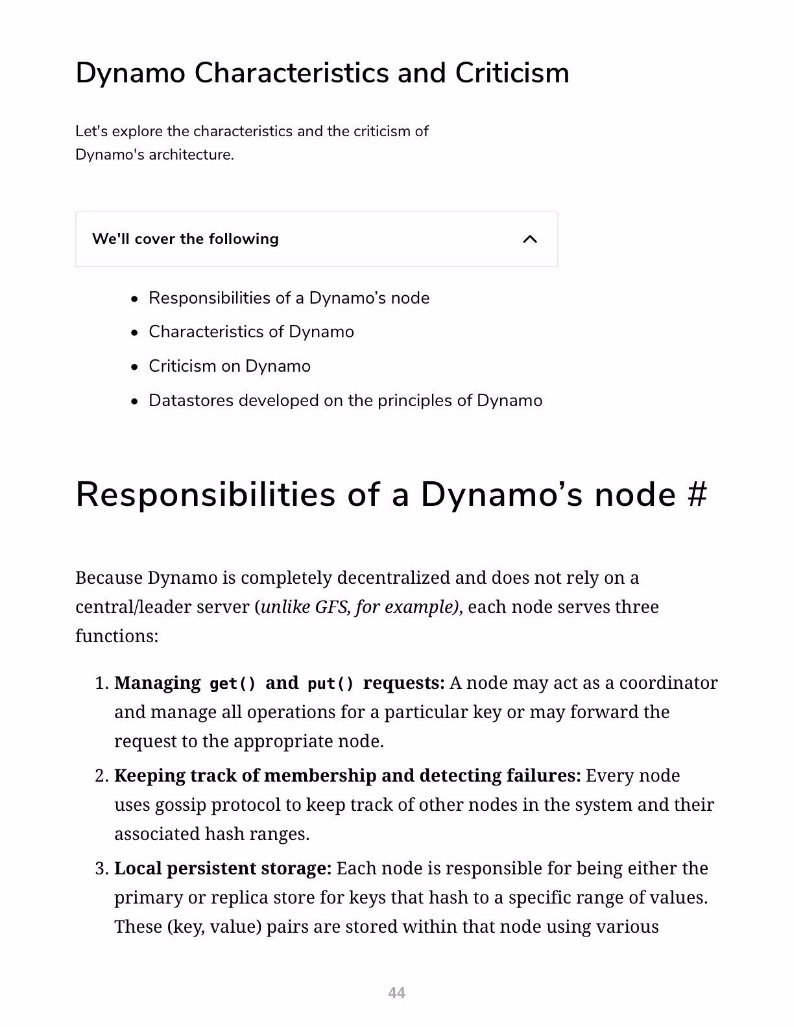 Dynamo Characteristics and Criticism
Let's explore the characteristics and the criticism of
Dynamo's architecture.
We'll cover the following
• Responsibilities of a Dynamo’s node
• Characteristics of Dynamo
• Criticism on Dynamo
• Datastores developed on the principles of Dynamo
Responsibilities of a Dynamo’s node #
Because Dynamo is completely decentralized and does not rely on a
central/leader server (unlike GFS, for example), each node serves three
functions:
1. Managing get() and put() requests: A node may act as a coordinator
and manage all operations for a particular key or may forward the
request to the appropriate node.
2. Keeping track of membership and detecting failures: Every node
uses gossip protocol to keep track of other nodes in the system and their
associated hash ranges.
3. Local persistent storage: Each node is responsible for being either the
primary or replica store for keys that hash to a specific range of values.
These (key, value) pairs are stored within that node using various
44